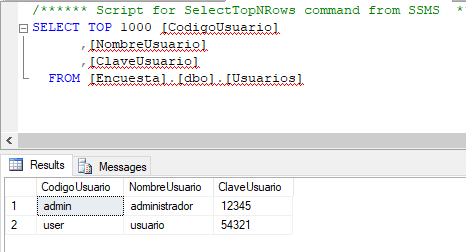 /****** Script for SelectTopNRows command from SSMS *
SELECT TOP 1000 [CodigoUsuario]
,[NombreUsuario]
,[ClaveUsuario]
FROM [Encuesta].[dbo].[Usuarios]
Results Messages
CodigoUsuario NombreUsuario ClaveUsuario
1 admin administrador 12345
2 user usuario 54321